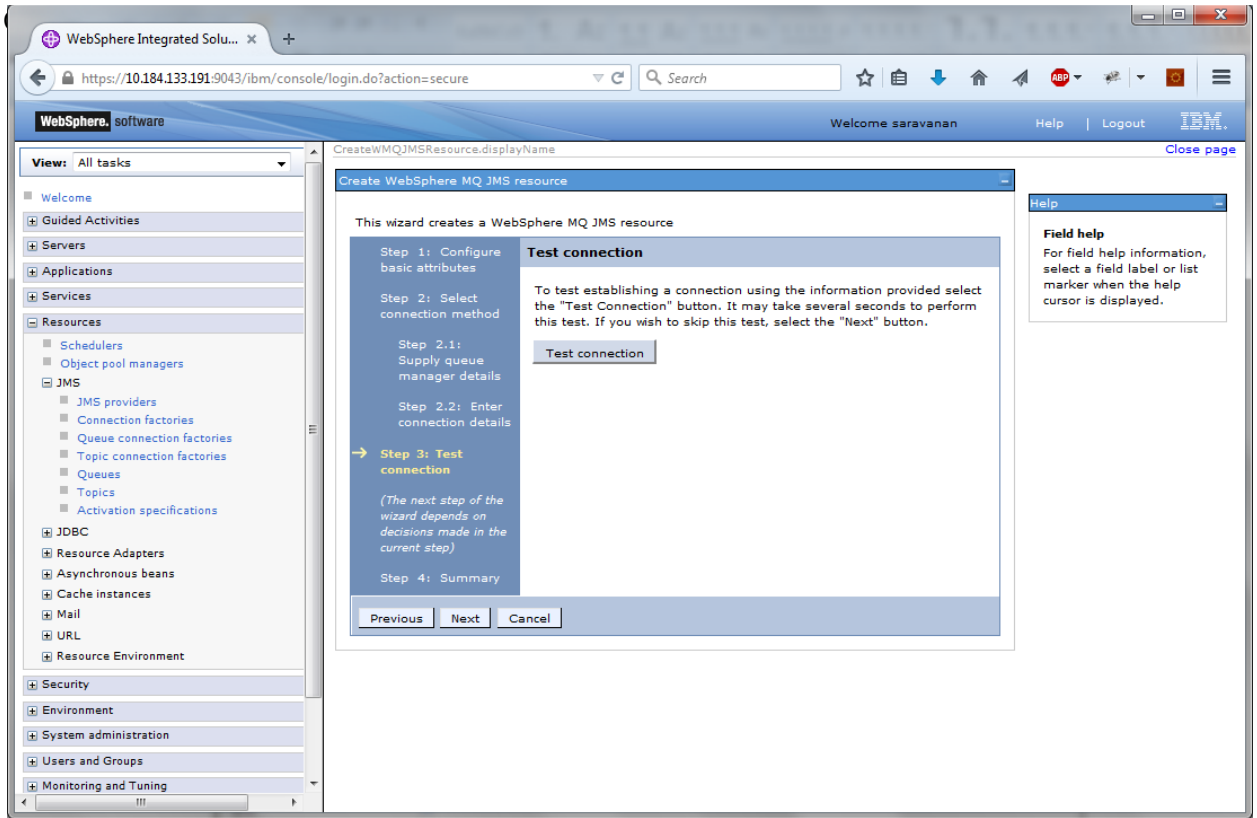 WebSphere Integrated Solu...
https://10.184.133.191:9043/ibm/console/login.do?action=secure
Search
ABP
WebSphere. software
Welcome saravanan
Help | Logout
IBM.
View: All tasks
Welcome
Guided Activities
Servers
Applications
Services
Resources
Schedulers
Object pool managers
JMS
JMS providers
Connection factories
Queue connection factories
Topic connection factories
Queues
Topics
Activation specifications
JDBC
Resource Adapters
Asynchronous beans
Cache instances
Mail
URL
Resource Environment
Security
Environment
System administration
Users and Groups
Monitoring and Tuning
CreateWMQJMSResource.displayName
Close page
Create WebSphere MQ JMS resource
This wizard creates a WebSphere MQ JMS resource
Step 1: Configure
basic attributes
Step 2: Select
connection method
Step 2.1:
Supply queue
manager details
Step 2.2: Enter
connection details
Step 3: Test
connection
(The next step of the
wizard depends on
decisions made in the
current step)
Step 4: Summary
Test connection
To test establishing a connection using the information provided select
the "Test Connection" button. It may take several seconds to perform
this test. If you wish to skip this test, select the "Next" button.
Test connection
Previous Next Cancel
Help
Field help
For field help information,
select a field label or list
marker when the help
cursor is displayed.